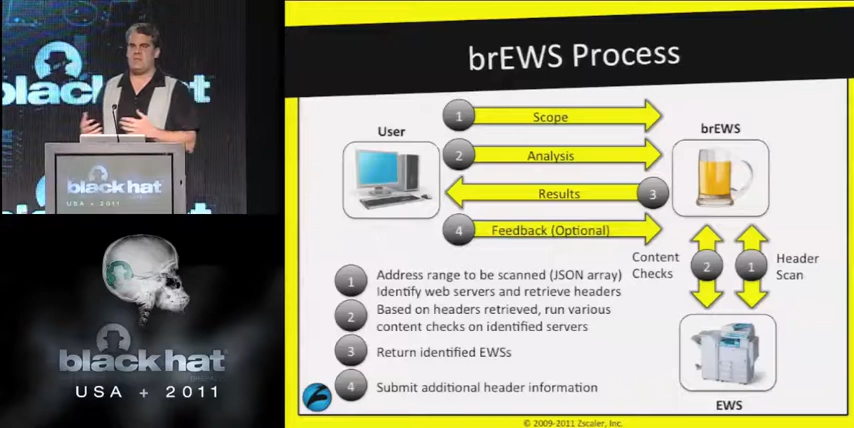 black hat
black hat
USA + 2011
black hat
USA + 2011
brEWS Process
User
brEWS
1
Scope
2
Analysis
Results
3
4
Feedback (Optional)
Content
Checks
2
1
Header
Scan
EWS
1
Address range to be scanned (JSON array)
Identify web servers and retrieve headers
2
Based on headers retrieved, run various
content checks on identified servers
3
Return identified EWSs
4
Submit additional header information
© 2009-2011 Zscaler, Inc.